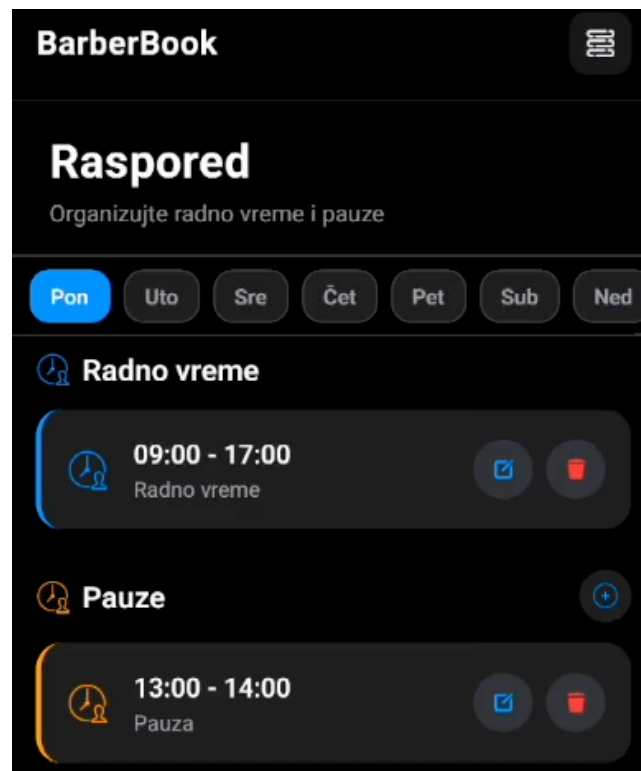 BarberBook
Raspored
Organizujte radno vreme i pauze
Pon Uto Sre Čet Pet Sub Ned
Radno vreme
09:00 - 17:00
Radno vreme
Pauze
13:00 - 14:00
Pauza